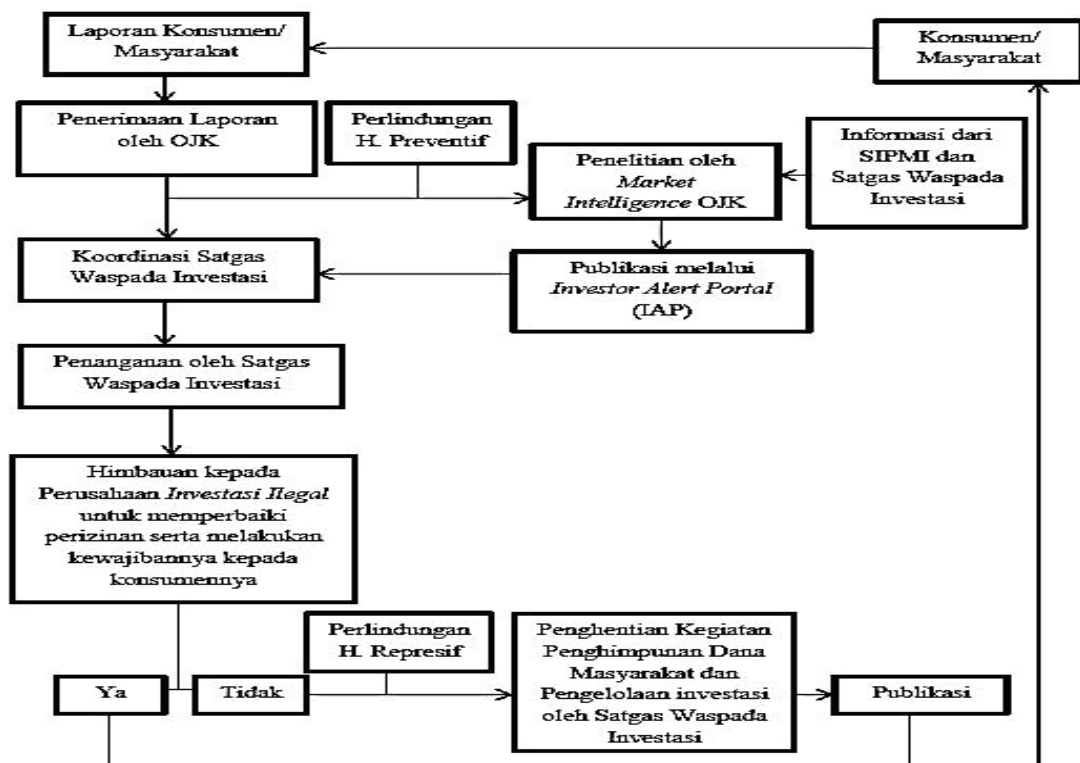 Laporan Konsumen/
Masyarakat
Konsumen/
Masyarakat
Penerimaan Laporan
oleh OJK
Perlindungan
H. Preventif
Penelitian oleh
Market
Intelligence OJK
Informasi dari
SIPMI dan
Satgas Waspada
Investasi
Koordinasi Satgas
Waspada Investasi
Publikasi melalui
Investor Alert Portal
(IAP)
Penanganan oleh Satgas
Waspada Investasi
Himbauan kepada
Perusahaan Investasi Ilegal
untuk memperbaiki
perizinan serta melakukan
kewajibannya kepada
konsumennya
Ya
Tidak
Perlindungan
H. Represif
Penghentian Kegiatan
Penghimpunan Dana
Masyarakat dan
Pengelolaan investasi
oleh Satgas Waspada
Investasi
Publikasi